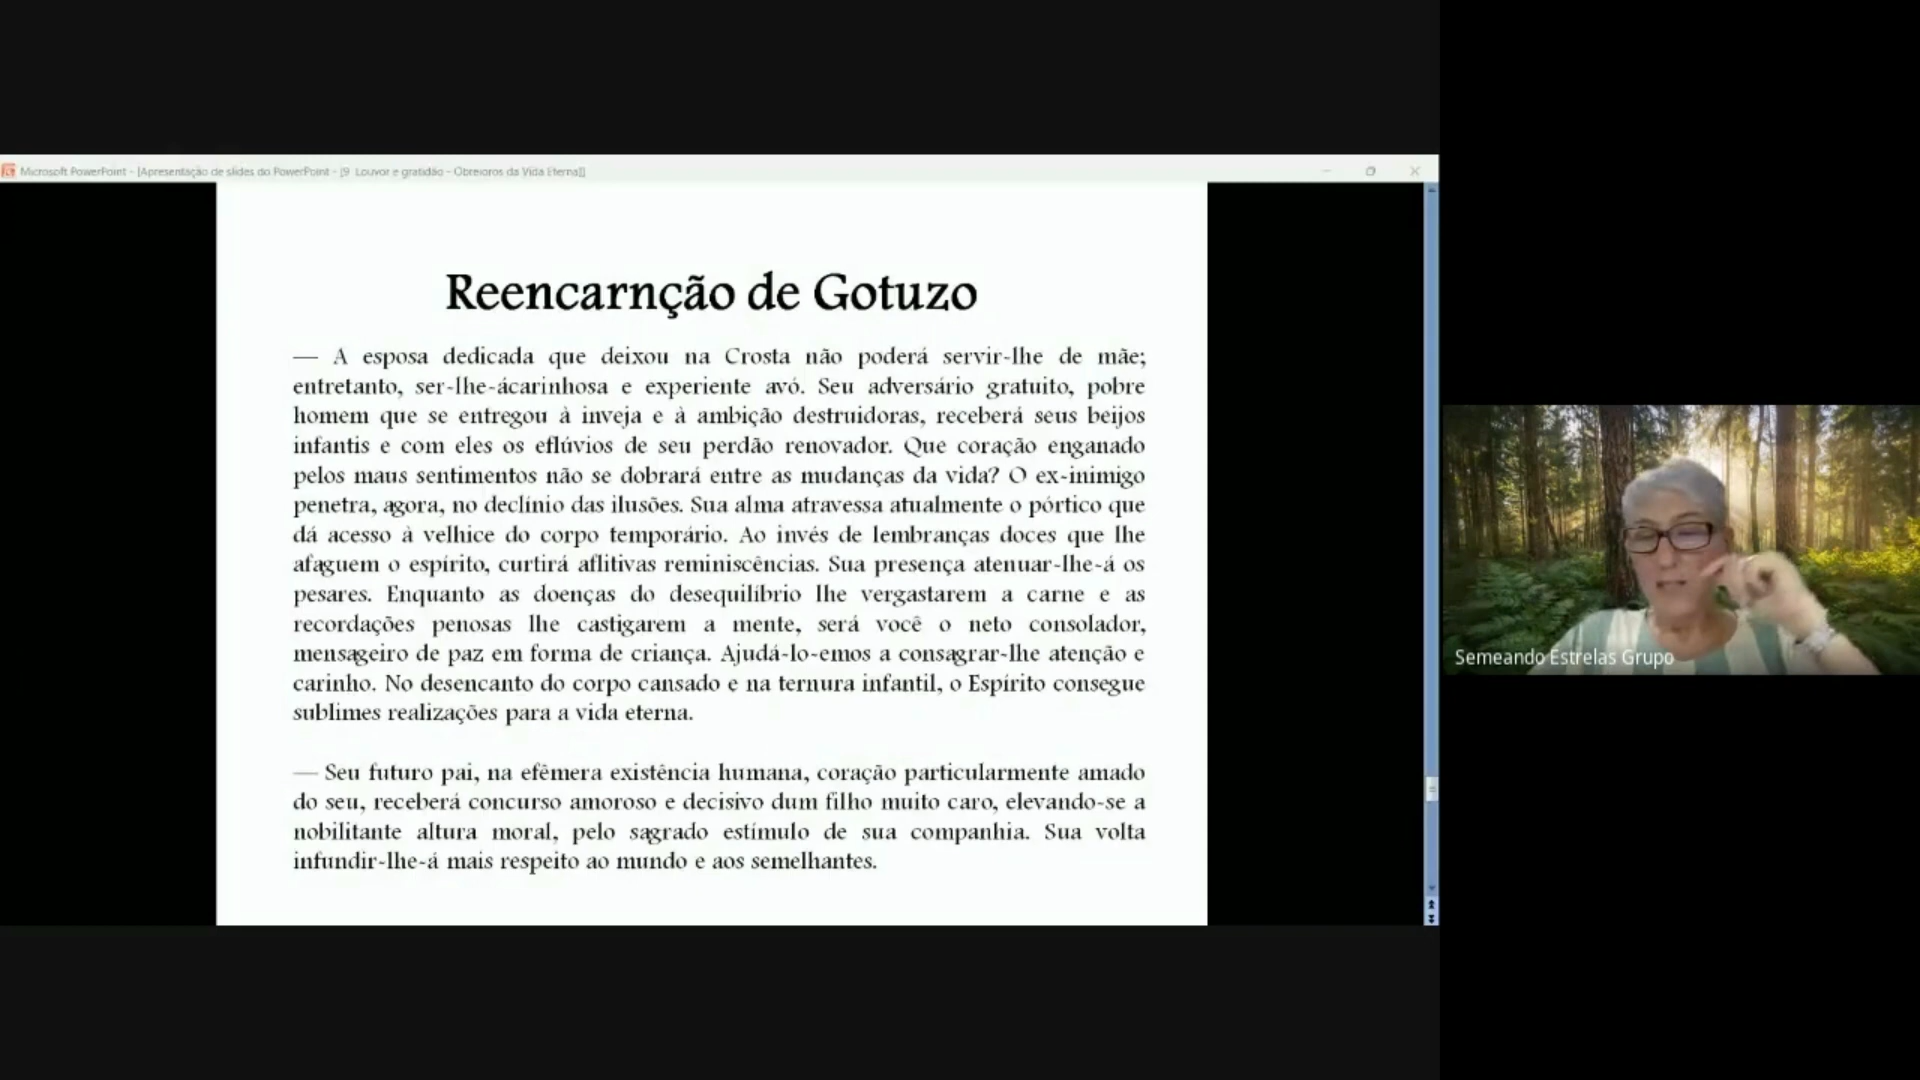 Microsoft PowerPoint - [Apresentação de slides do PowerPoint - [9 Louvor e gratidão - Obreiros da Vida Eterna]]
Reencarnção de Gotuzo
— A esposa dedicada que deixou na Crosta não poderá servir-lhe de mãe;
entretanto, ser-lhe-ácarinhosa e experiente avó. Seu adversário gratuito, pobre
homem que se entregou à inveja e à ambição destruidoras, receberá seus beijos
infantis e com eles os eflúvios de seu perdão renovador. Que coração enganado
pelos maus sentimentos não se dobrará entre as mudanças da vida? O ex-inimigo
penetra, agora, no declínio das ilusões. Sua alma atravessa atualmente o pórtico que
dá acesso à velhice do corpo temporário. Ao invés de lembranças doces que lhe
afaguem o espírito, curtirá aflitivas reminiscências. Sua presença atenuar-lhe-á os
pesares. Enquanto as doenças do desequilíbrio lhe vergastarem a carne e as
recordações penosas lhe castigarem a mente, será você o neto consolador,
mensageiro de paz em forma de criança. Ajudá-lo-emos a consagrar-lhe atenção e
carinho. No desencanto do corpo cansado e na ternura infantil, o Espírito consegue
sublimes realizações para a vida eterna.
— Seu futuro pai, na efêmera existência humana, coração particularmente amado
do seu, receberá concurso amoroso e decisivo dum filho muito caro, elevando-se a
nobilitante altura moral, pelo sagrado estímulo de sua companhia. Sua volta
infundir-lhe-á mais respeito ao mundo e aos semelhantes.
Semeando Estrelas Grupo